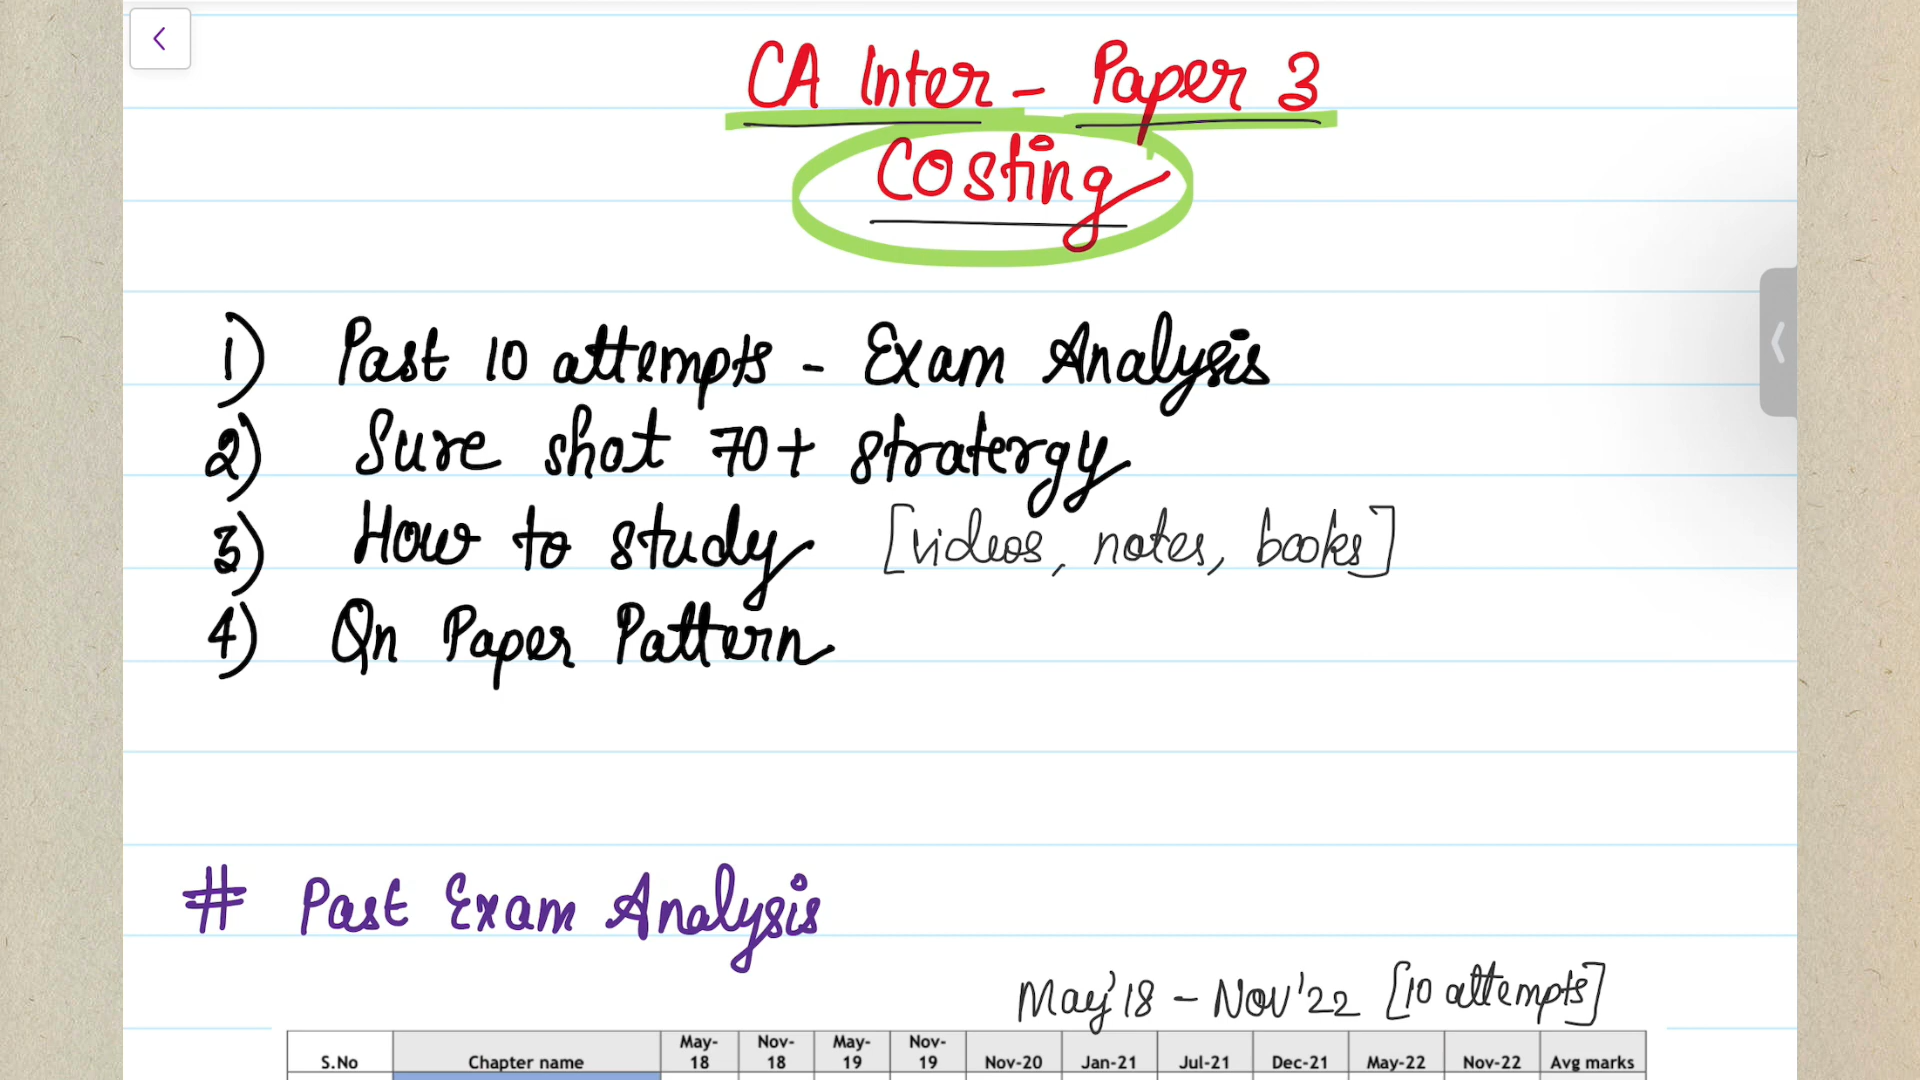 CA Inter - Paper 3
Costing
1) Past 10 attempts - Exam Analysis
2) Sure shot 70+ stratergy
3) How to study [videos, notes, books]
4) Qn Paper Pattern
# Past Exam Analysis
May'18 - Nov'22 [10 attempts]
S.No Chapter name May-18 Nov-18 May-19 Nov-19 Nov-20 Jan-21 Jul-21 Dec-21 May-22 Nov-22 Avg marks